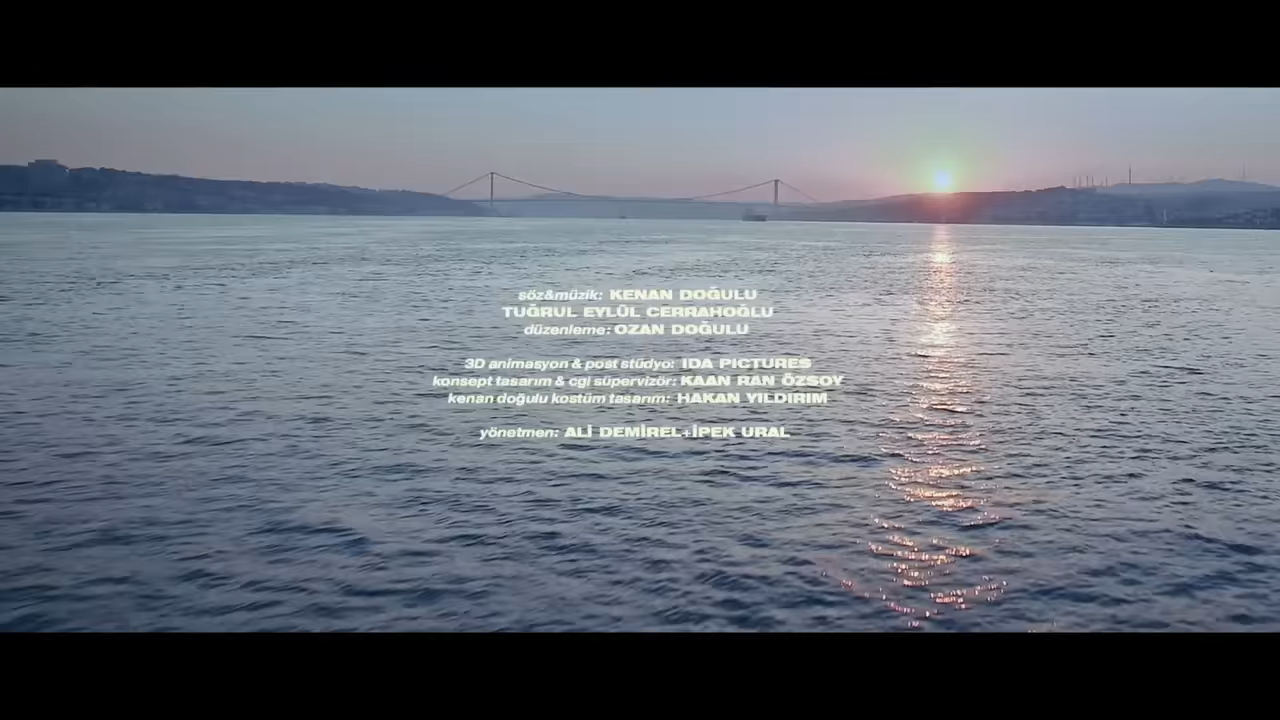 söz&müzik: KENAN DOĞULU
TUĞRUL EYLÜL CERRAHOĞLU
düzenleme: OZAN DOĞULU
3D animasyon & post stüdyo: IDA PICTURES
konsept tasarım & cgi süpervizör: KAAN RAN ÖZSOY
kenan doğulu kostüm tasarım: HAKAN YILDIRIM
yönetmen: ALİ DEMİREL+İPEK URAL